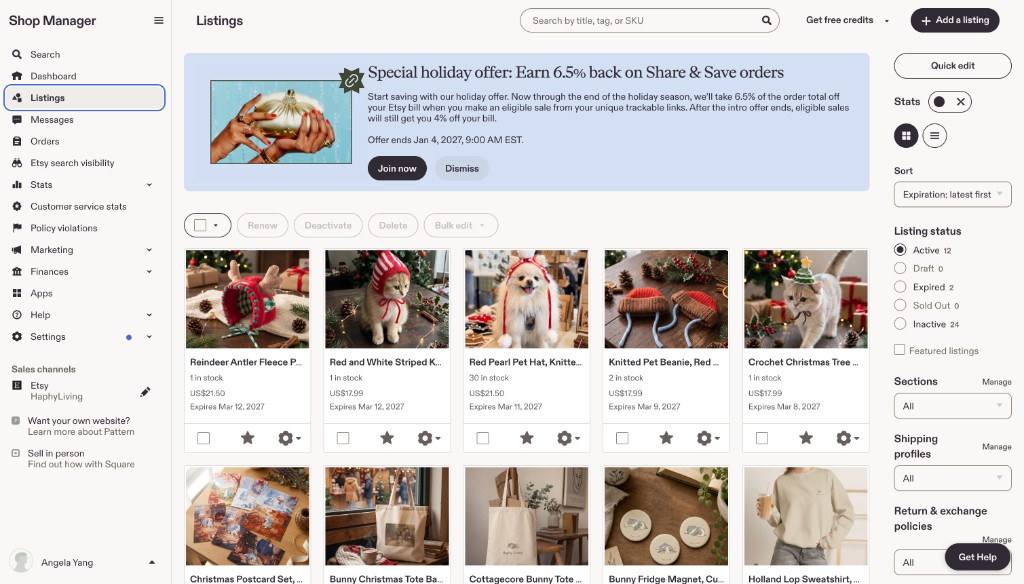 Shop Manager
Search
Dashboard
Listings
Messages
Orders
Etsy search visibility
Stats
Customer service stats
Policy violations
Marketing
Finances
Apps
Help
Settings
Sales channels
Etsy
HaphyLiving
Want your own website?
Learn more about Pattern
Sell in person
Find out how with Square
Angela Yang
Listings
Search by title, tag, or SKU
Get free credits
Add a listing
Special holiday offer: Earn 6.5% back on Share & Save orders
Start saving with our holiday offer. Now through the end of the holiday season, we'll take 6.5% of the order total off
your Etsy bill when you make an eligible sale from your unique trackable links. After the intro offer ends, eligible sales
will still get you 4% off your bill.
Offer ends Jan 4, 2027, 9:00 AM EST.
Join now Dismiss
Renew Deactivate Delete Bulk edit
Reindeer Antler Fleece P...
1 in stock
US$21.50
Expires Mar 12, 2027
Red and White Striped K...
1 in stock
US$17.99
Expires Mar 12, 2027
Red Pearl Pet Hat, Knitte...
30 in stock
US$21.50
Expires Mar 11, 2027
Knitted Pet Beanie, Red ...
2 in stock
US$17.99
Expires Mar 9, 2027
Crochet Christmas Tree ...
1 in stock
US$17.99
Expires Mar 8, 2027
Christmas Postcard Set, ...
Bunny Christmas Tote Ba...
Cottagecore Bunny Tote ...
Bunny Fridge Magnet, Cu...
Holland Lop Sweatshirt, ...
Quick edit
Stats
Sort
Expiration: latest first
Listing status
Active 12
Draft 0
Expired 2
Sold Out 0
Inactive 24
Featured listings
Sections Manage
All
Shipping
profiles Manage
All
Return & exchange
policies
Manage
All
Get Help